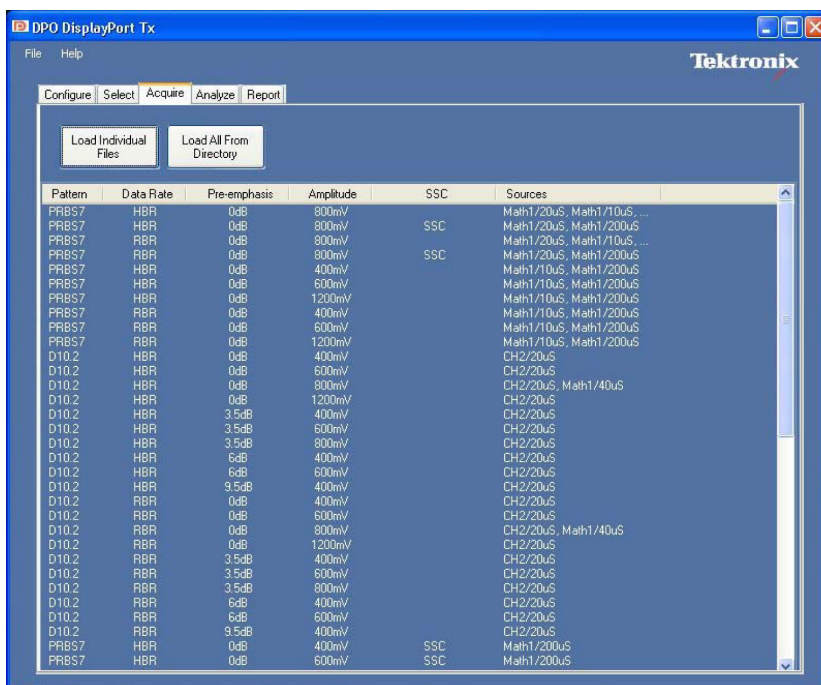 DPO DisplayPort Tx
File Help
Tektronix
Configure Select Acquire Analyze Report
Load Individual Files Load All From Directory
Pattern Data Rate Pre-emphasis Amplitude SSC Sources
PRBS7 HBR 0dB 800mV Math1/20uS, Math1/10uS, ...
PRBS7 HBR 0dB 800mV SSC Math1/20uS, Math1/200uS
PRBS7 RBR 0dB 800mV Math1/20uS, Math1/10uS, ...
PRBS7 RBR 0dB 800mV SSC Math1/20uS, Math1/200uS
PRBS7 HBR 0dB 400mV Math1/10uS, Math1/200uS
PRBS7 HBR 0dB 600mV Math1/10uS, Math1/200uS
PRBS7 HBR 0dB 1200mV Math1/10uS, Math1/200uS
PRBS7 RBR 0dB 400mV Math1/10uS, Math1/200uS
PRBS7 RBR 0dB 600mV Math1/10uS, Math1/200uS
PRBS7 RBR 0dB 1200mV Math1/10uS, Math1/200uS
D10.2 HBR 0dB 400mV CH2/20uS
D10.2 HBR 0dB 600mV CH2/20uS
D10.2 HBR 0dB 800mV CH2/20uS, Math1/40uS
D10.2 HBR 0dB 1200mV CH2/20uS
D10.2 HBR 3.5dB 400mV CH2/20uS
D10.2 HBR 3.5dB 600mV CH2/20uS
D10.2 HBR 3.5dB 800mV CH2/20uS
D10.2 HBR 6dB 400mV CH2/20uS
D10.2 HBR 6dB 600mV CH2/20uS
D10.2 HBR 9.5dB 400mV CH2/20uS
D10.2 RBR 0dB 400mV CH2/20uS
D10.2 RBR 0dB 600mV CH2/20uS
D10.2 RBR 0dB 800mV CH2/20uS, Math1/40uS
D10.2 RBR 0dB 1200mV CH2/20uS
D10.2 RBR 3.5dB 400mV CH2/20uS
D10.2 RBR 3.5dB 600mV CH2/20uS
D10.2 RBR 3.5dB 800mV CH2/20uS
D10.2 RBR 6dB 400mV CH2/20uS
D10.2 RBR 6dB 600mV CH2/20uS
D10.2 RBR 9.5dB 400mV CH2/20uS
PRBS7 HBR 0dB 400mV SSC Math1/200uS
PRBS7 HBR 0dB 600mV SSC Math1/200uS